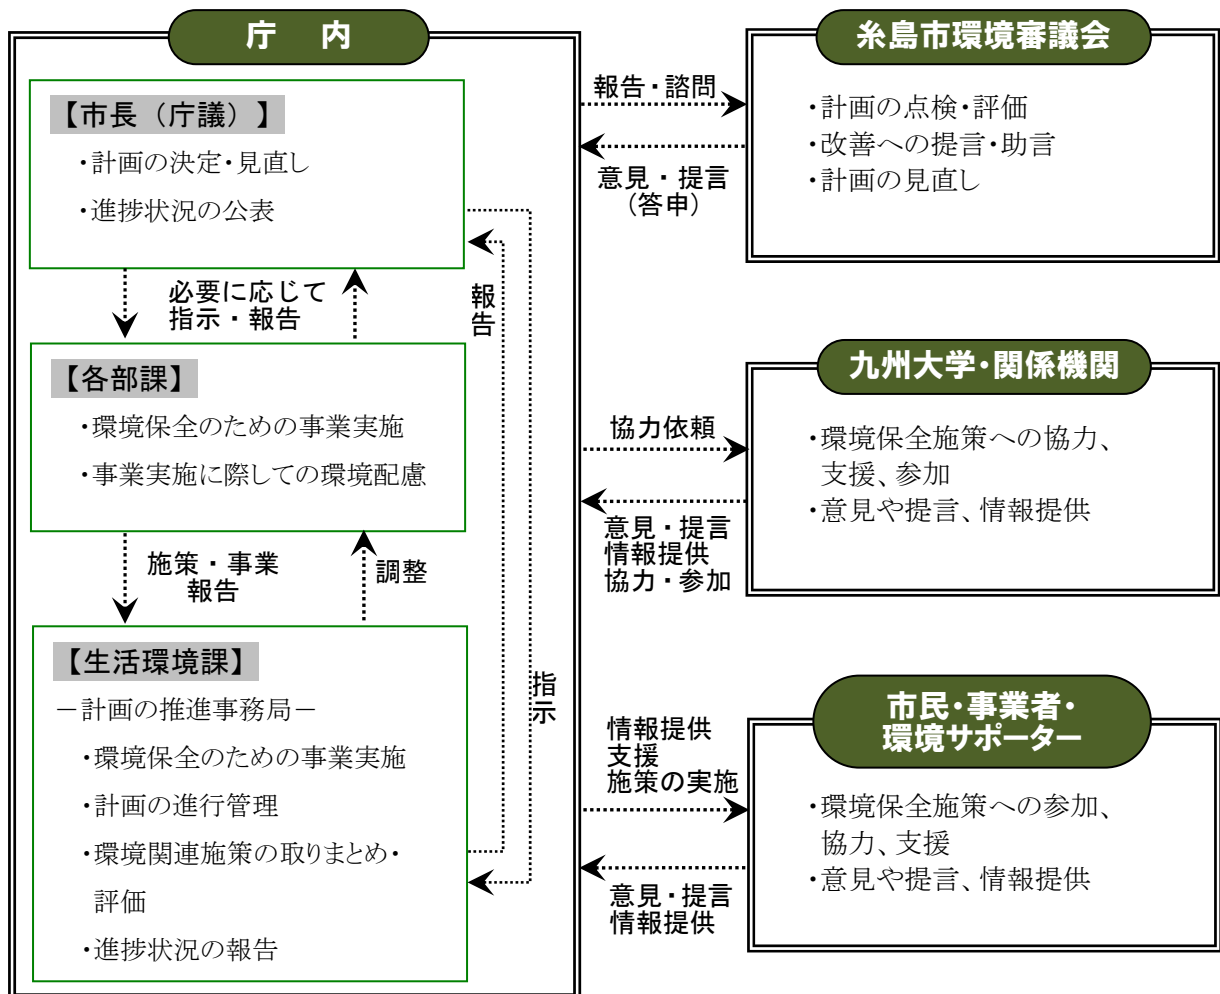 庁　内
【市長（庁議）】
・計画の決定・見直し
・進捗状況の公表
必要に応じて
指示・報告
報告
【各部課】
・環境保全のための事業実施
・事業実施に際しての環境配慮
施策・事業
報告
調整
【生活環境課】
－計画の推進事務局－
・環境保全のための事業実施
・計画の進行管理
・環境関連施策の取りまとめ・
評価
・進捗状況の報告
指示
報告・諮問
意見・提言
（答申）
糸島市環境審議会
・計画の点検・評価
・改善への提言・助言
・計画の見直し
協力依頼
意見・提言
情報提供
協力・参加
九州大学・関係機関
・環境保全施策への協力、
支援、参加
・意見や提言、情報提供
情報提供
支援
施策の実施
意見・提言
情報提供
市民・事業者・
環境サポーター
・環境保全施策への参加、
協力、支援
・意見や提言、情報提供